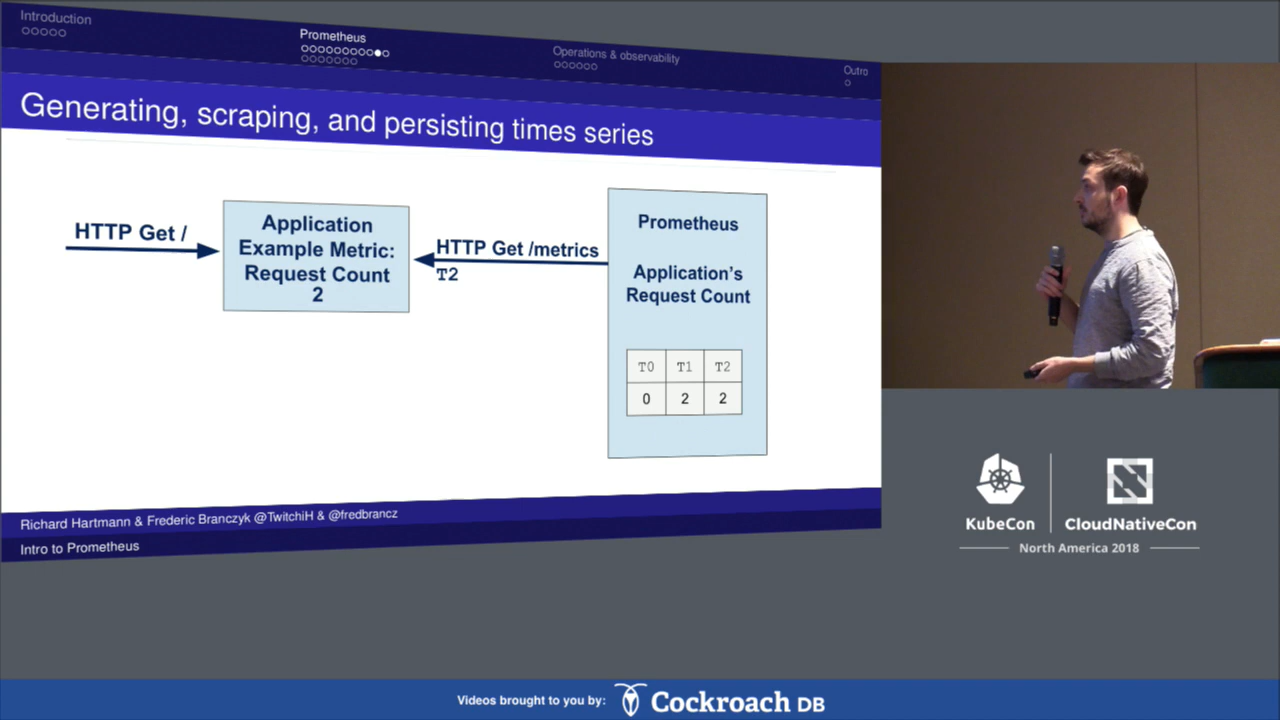 Introduction
Prometheus
Operations & observability
Outro
Generating, scraping, and persisting times series
HTTP Get /
Application
Example Metric:
Request Count
2
HTTP Get /metrics
T2
Prometheus
Application's
Request Count
T0 T1 T2
0 2 2
Richard Hartmann & Frederic Branczyk @TwitchiH & @fredbrancz
Intro to Prometheus
KubeCon
CloudNativeCon
North America 2018
Videos brought to you by:
Cockroach DB